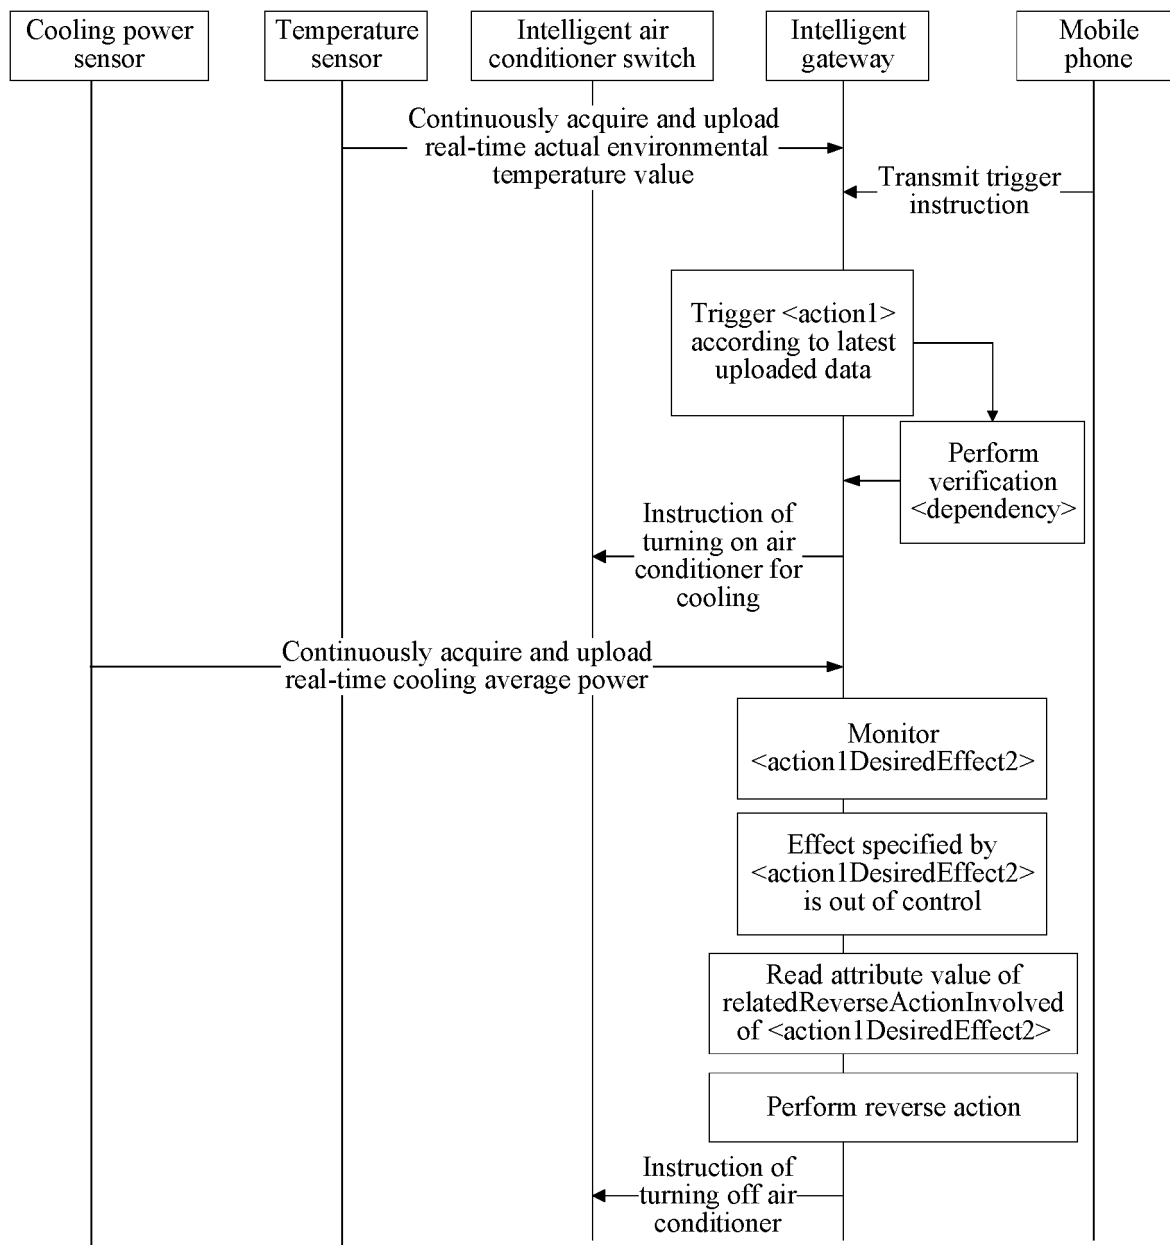 Cooling power
sensor
Temperature
sensor
Intelligent air
conditioner switch
Intelligent
gateway
Mobile
phone
Continuously acquire and upload
real-time actual environmental
temperature value
Transmit trigger
instruction
Trigger <action1>
according to latest
uploaded data
Perform
verification
<dependency>
Instruction of
turning on air
conditioner for
cooling
Continuously acquire and upload
real-time cooling average power
Monitor
<action1DesiredEffect2>
Effect specified by
<action1DesiredEffect2>
is out of control
Read attribute value of
relatedReverseActionInvolved
of <action1DesiredEffect2>
Perform reverse action
Instruction of
turning off air
conditioner